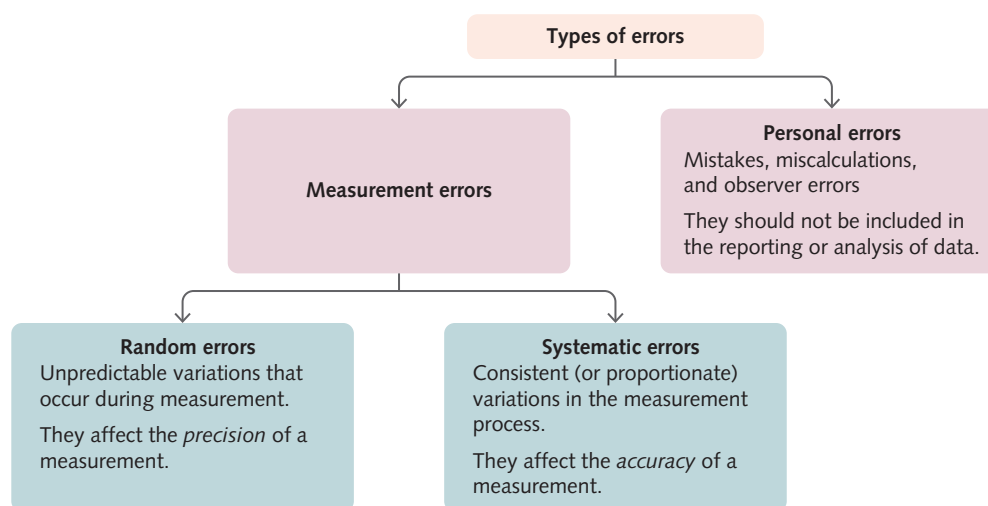 Types of errors
Measurement errors
Personal errors
Mistakes, miscalculations,
and observer errors
They should not be included in
the reporting or analysis of data.
Random errors
Unpredictable variations that
occur during measurement.
They affect the precision of a
measurement.
Systematic errors
Consistent (or proportionate)
variations in the measurement
process.
They affect the accuracy of a
measurement.